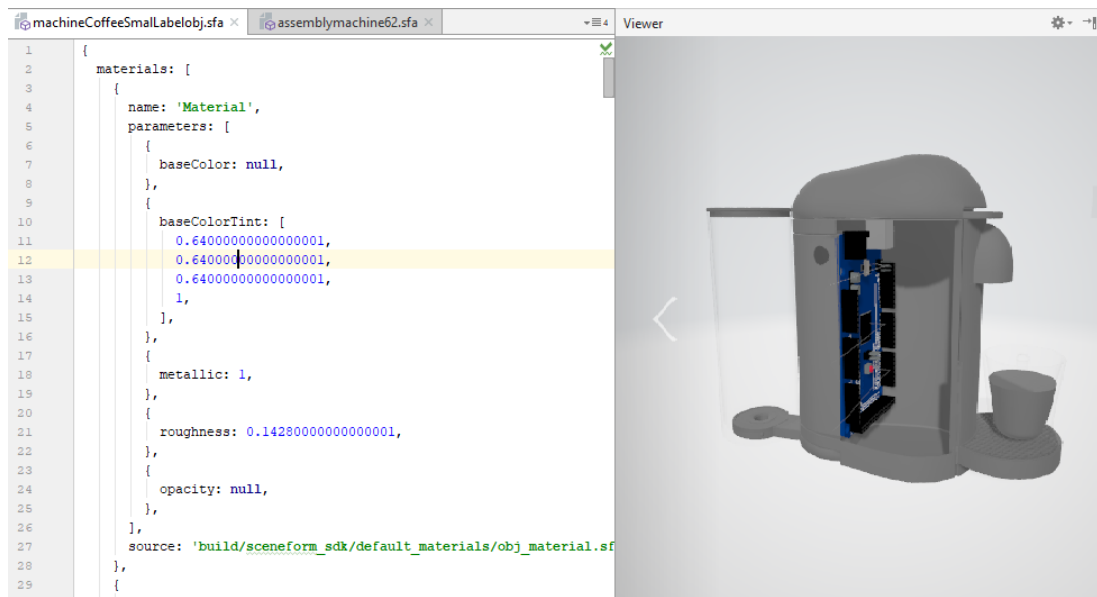 machineCoffeeSmalLabelobj.sfa × assemblymachine62.sfa × 4 Viewer
1 {
2 materials: [
3 {
4 name: 'Material',
5 parameters: [
6 {
7 baseColor: null,
8 },
9 {
10 baseColorTint: [
11 0.64000000000000001,
12 0.64000000000000001,
13 0.64000000000000001,
14 1,
15 ],
16 },
17 {
18 metallic: 1,
19 },
20 {
21 roughness: 0.14280000000000001,
22 },
23 {
24 opacity: null,
25 },
26 ],
27 source: 'build/sceneform_sdk/default_materials/obj_material.sf
28 },
29 {